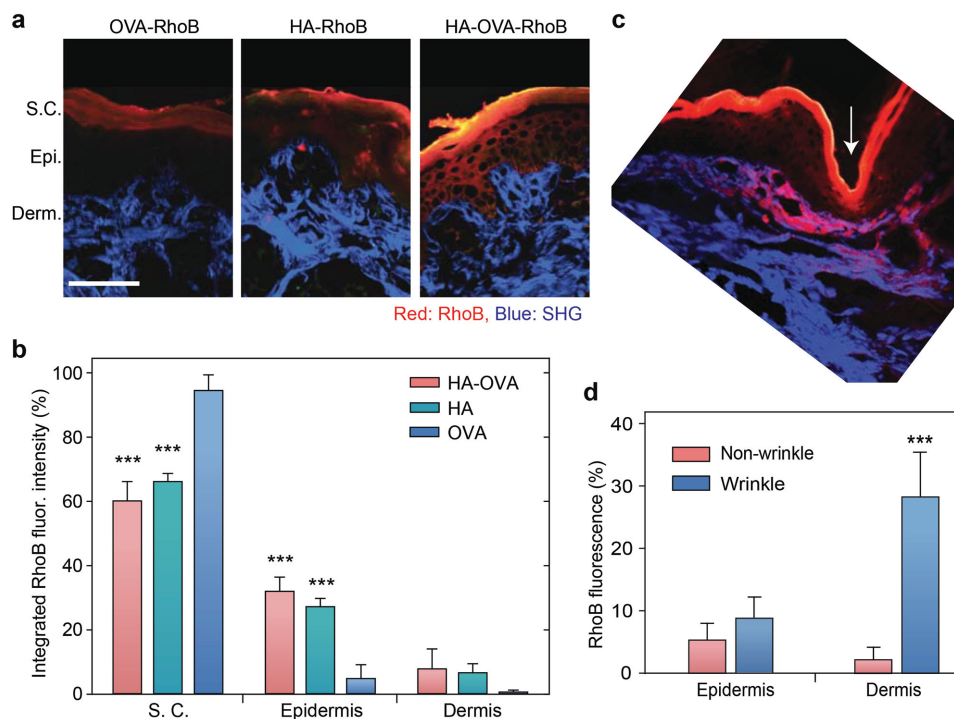 a
OVA-RhoB
HA-RhoB
HA-OVA-RhoB
S.C.
Epi.
Derm.
Red: RhoB, Blue: SHG
c
b
Integrated RhoB fluor. intensity (%)
100
80
60
40
20
0
HA-OVA
HA
OVA
***
***
***
***
S. C.
Epidermis
Dermis
d
RhoB fluorescence (%)
40
30
20
10
0
Non-wrinkle
Wrinkle
***
Epidermis
Dermis